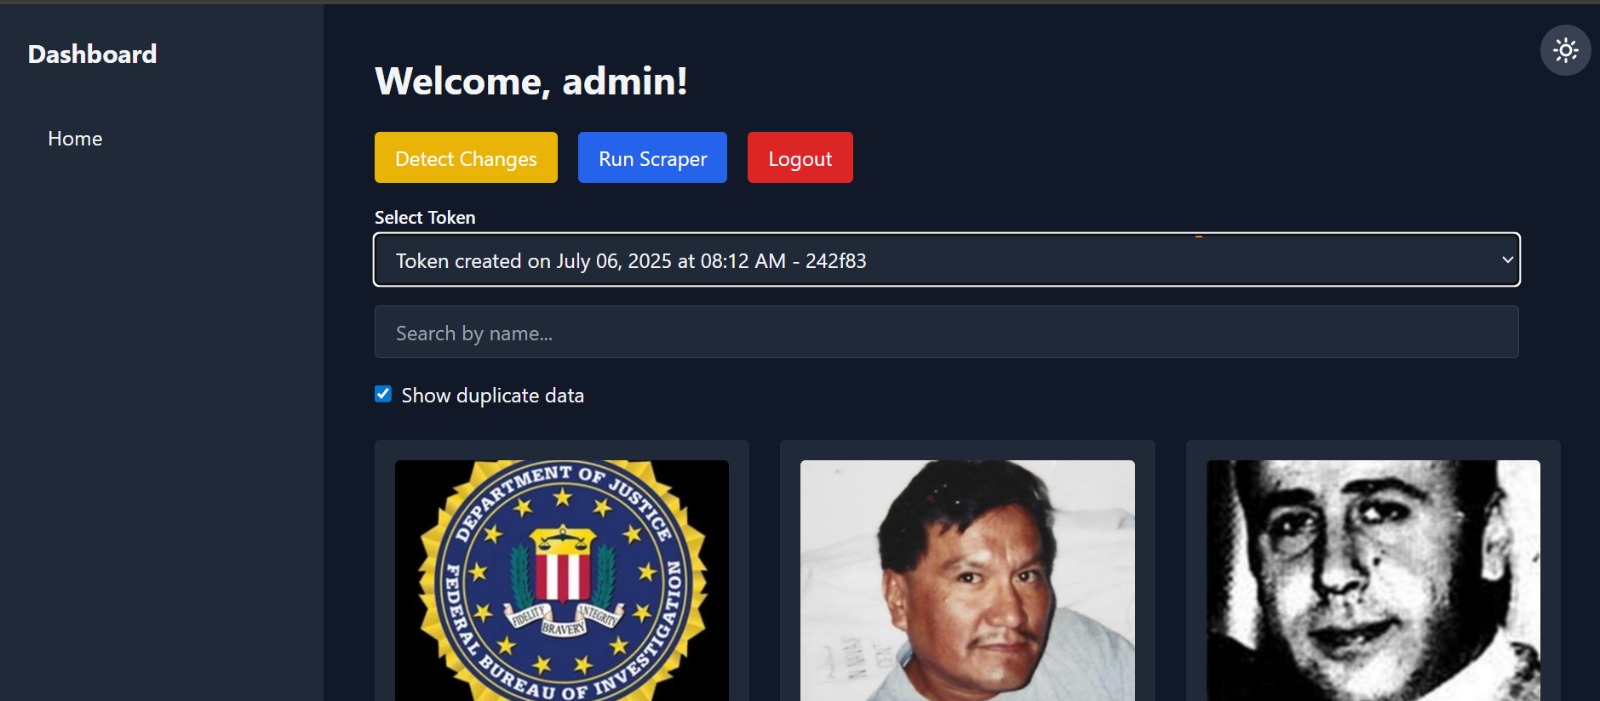 Dashboard
Home
Welcome, admin!
Detect Changes
Run Scraper
Logout
Select Token
Token created on July 06, 2025 at 08:12 AM - 242f83
Search by name...
Show duplicate data
DEPARTMENT OF JUSTICE
FEDERAL BUREAU OF INVESTIGATION
FIDELITY
BRAVERY
INTEGRITY